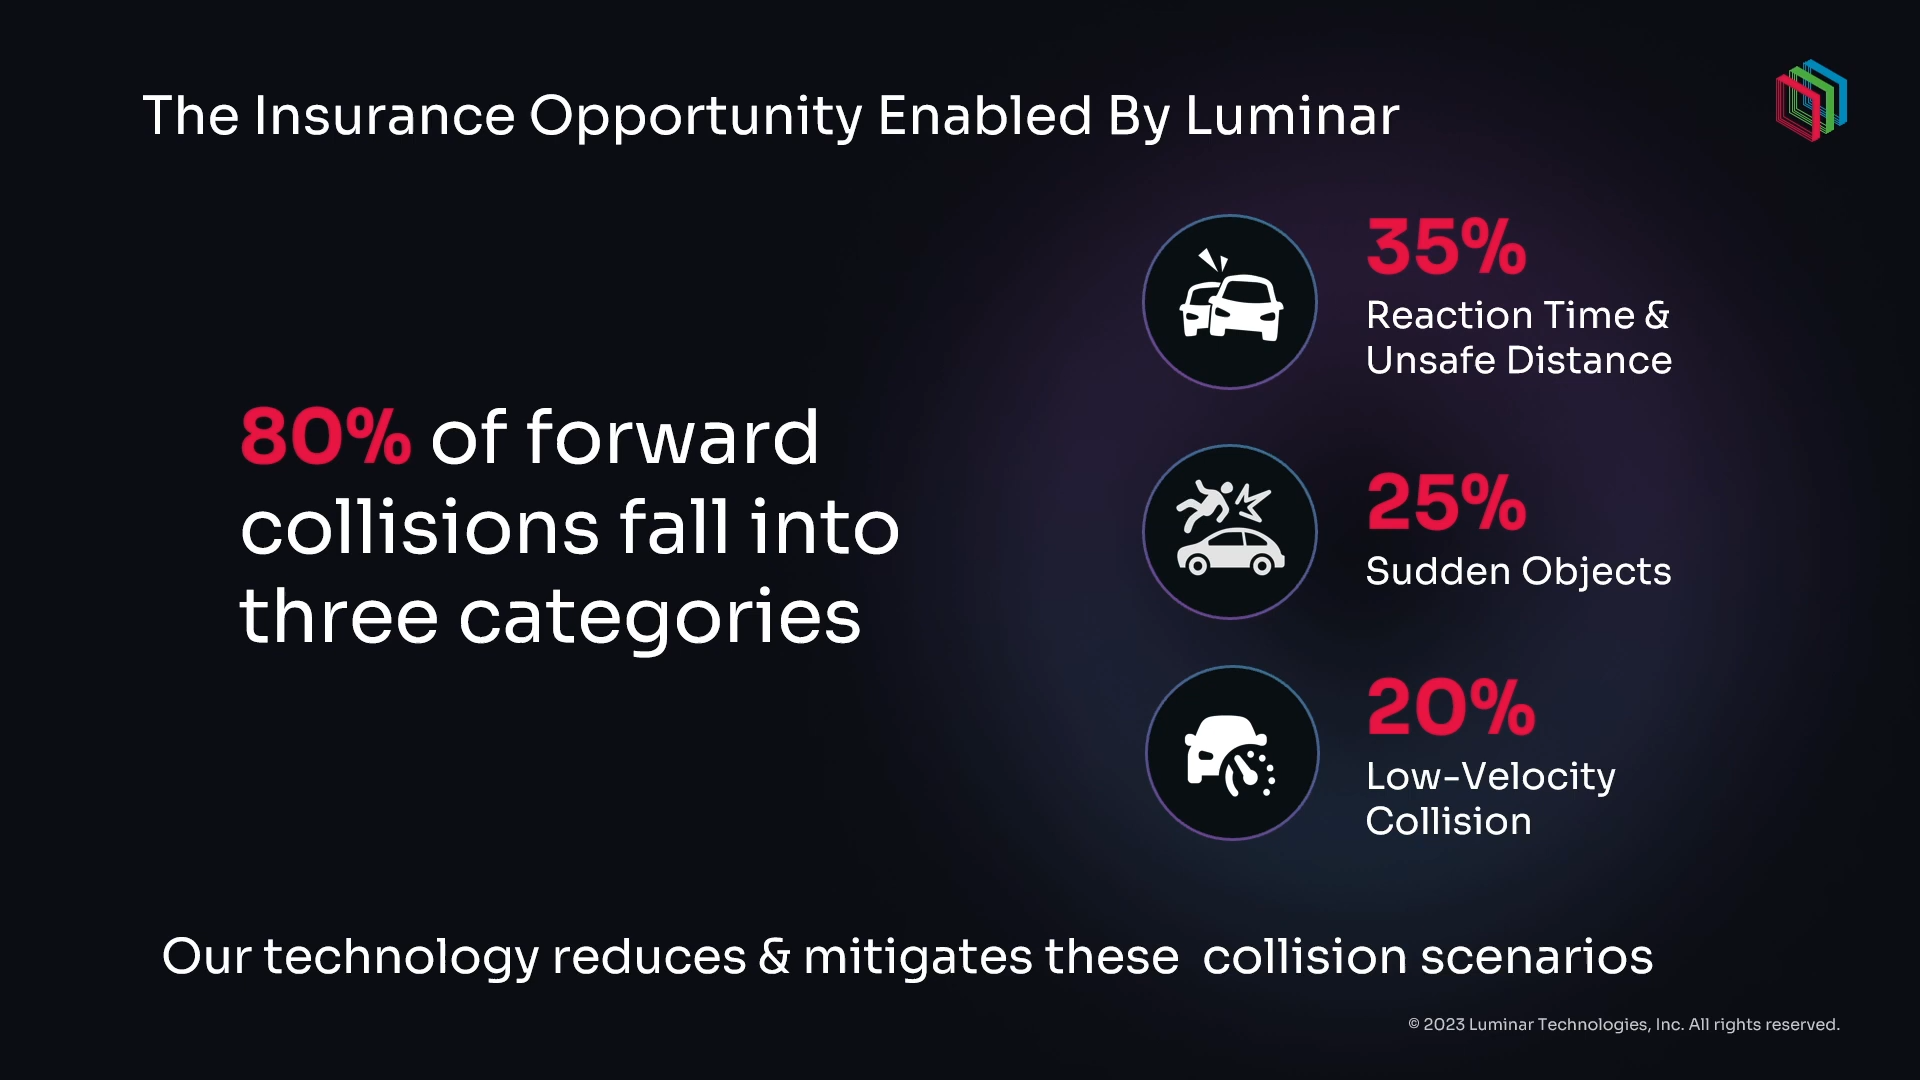 The Insurance Opportunity Enabled By Luminar
80% of forward
collisions fall into
three categories
35%
Reaction Time &
Unsafe Distance
25%
Sudden Objects
20%
Low-Velocity
Collision
Our technology reduces & mitigates these  collision scenarios
© 2023 Luminar Technologies, Inc. All rights reserved.